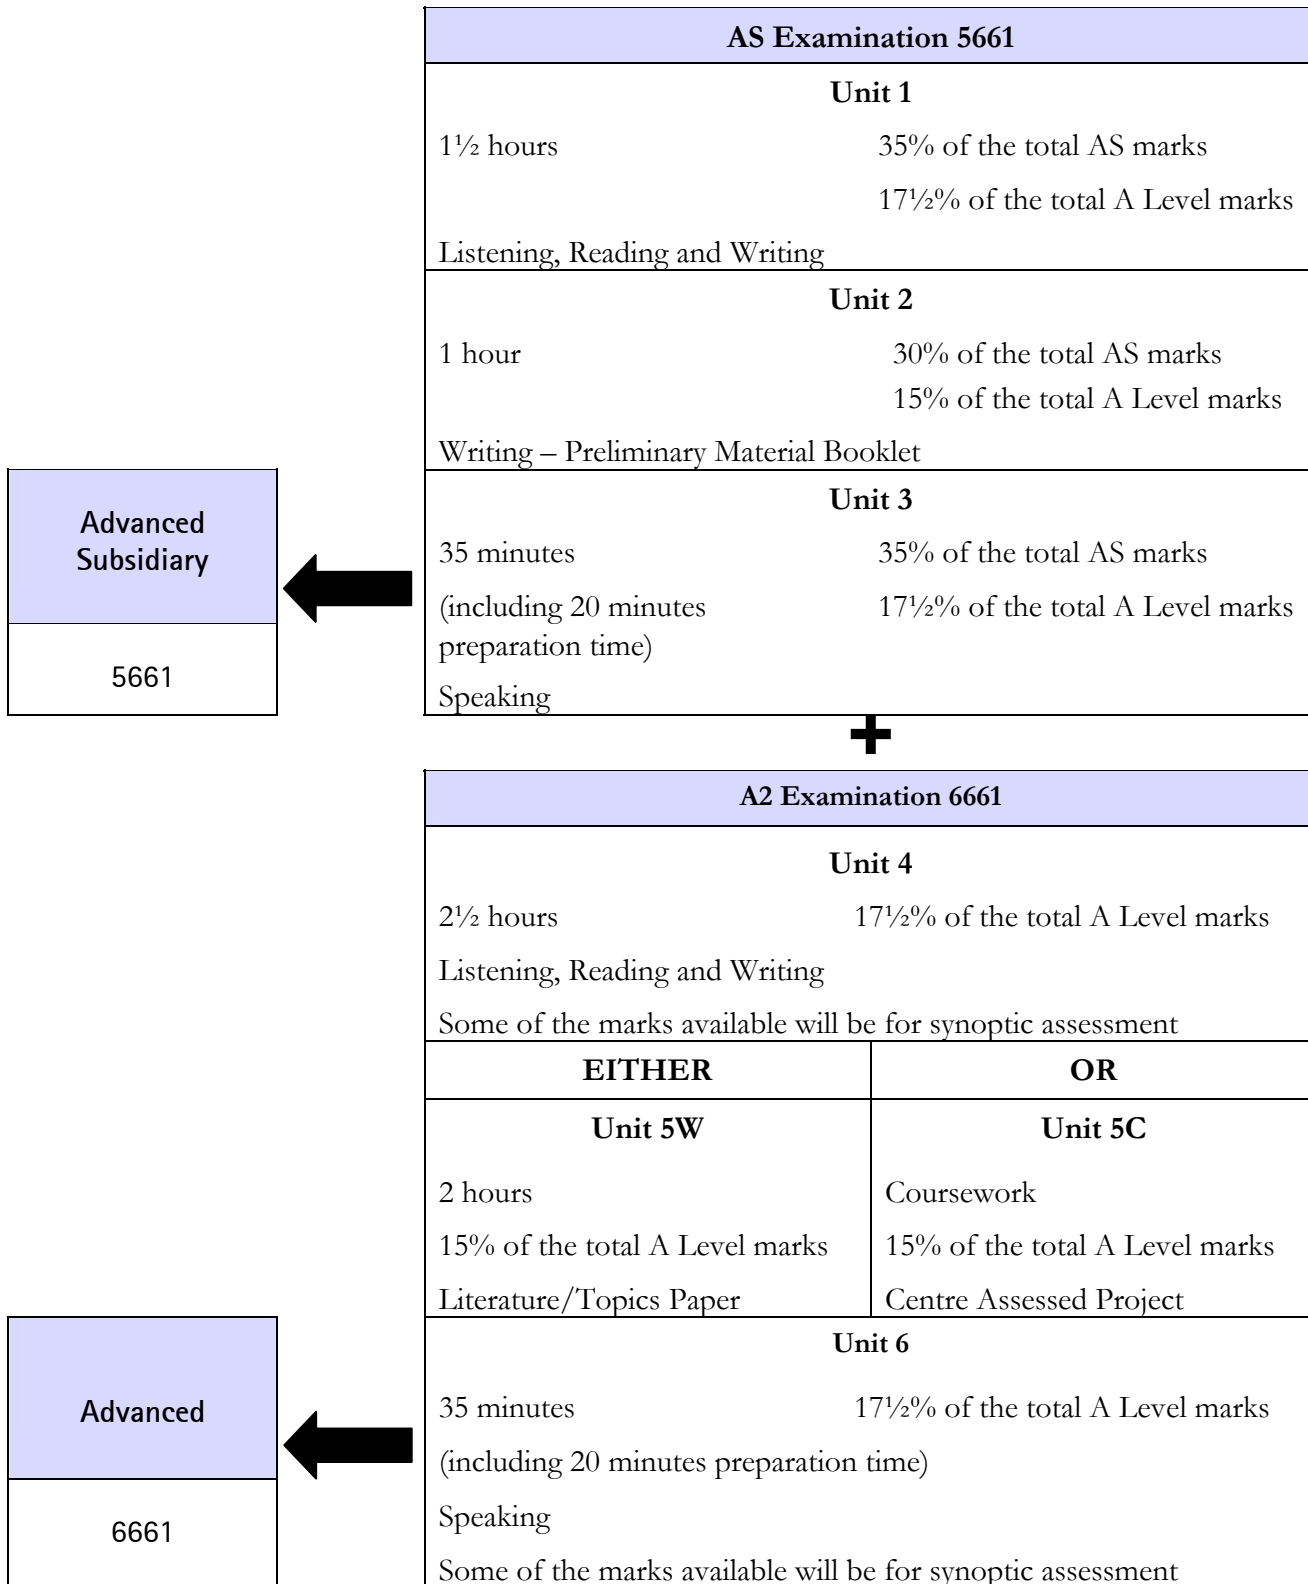 AS Examination 5661
Unit 1
1½ hours 35% of the total AS marks
17½% of the total A Level marks
Listening, Reading and Writing
Unit 2
1 hour 30% of the total AS marks
15% of the total A Level marks
Writing – Preliminary Material Booklet
Unit 3
35 minutes 35% of the total AS marks
(including 20 minutes 17½% of the total A Level marks
preparation time)
Speaking
Advanced
Subsidiary
5661
+
A2 Examination 6661
Unit 4
2½ hours 17½% of the total A Level marks
Listening, Reading and Writing
Some of the marks available will be for synoptic assessment
EITHER OR
Unit 5W Unit 5C
2 hours Coursework
15% of the total A Level marks 15% of the total A Level marks
Literature/Topics Paper Centre Assessed Project
Unit 6
35 minutes 17½% of the total A Level marks
(including 20 minutes preparation time)
Speaking
Some of the marks available will be for synoptic assessment
Advanced
6661